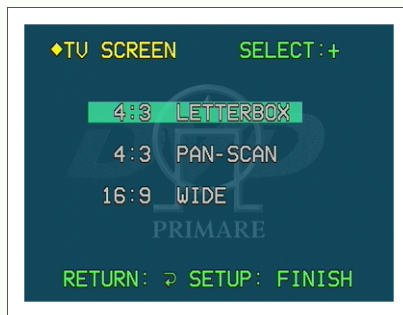 ◆TV SCREEN SELECT:+
4:3 LETTERBOX
4:3 PAN-SCAN
16:9 WIDE
PRIMARE
RETURN: ⊋ SETUP: FINISH